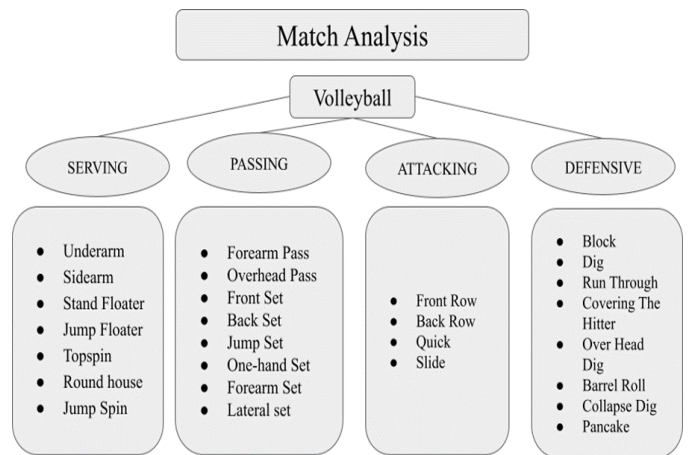 Match Analysis
Volleyball
SERVING
PASSING
ATTACKING
DEFENSIVE
● Underarm
● Sidearm
● Stand Floater
● Jump Floater
● Topspin
● Round house
● Jump Spin
● Forearm Pass
● Overhead Pass
● Front Set
● Back Set
● Jump Set
● One-hand Set
● Forearm Set
● Lateral set
● Front Row
● Back Row
● Quick
● Slide
● Block
● Dig
● Run Through
● Covering The
Hitter
● Over Head
Dig
● Barrel Roll
● Collapse Dig
● Pancake